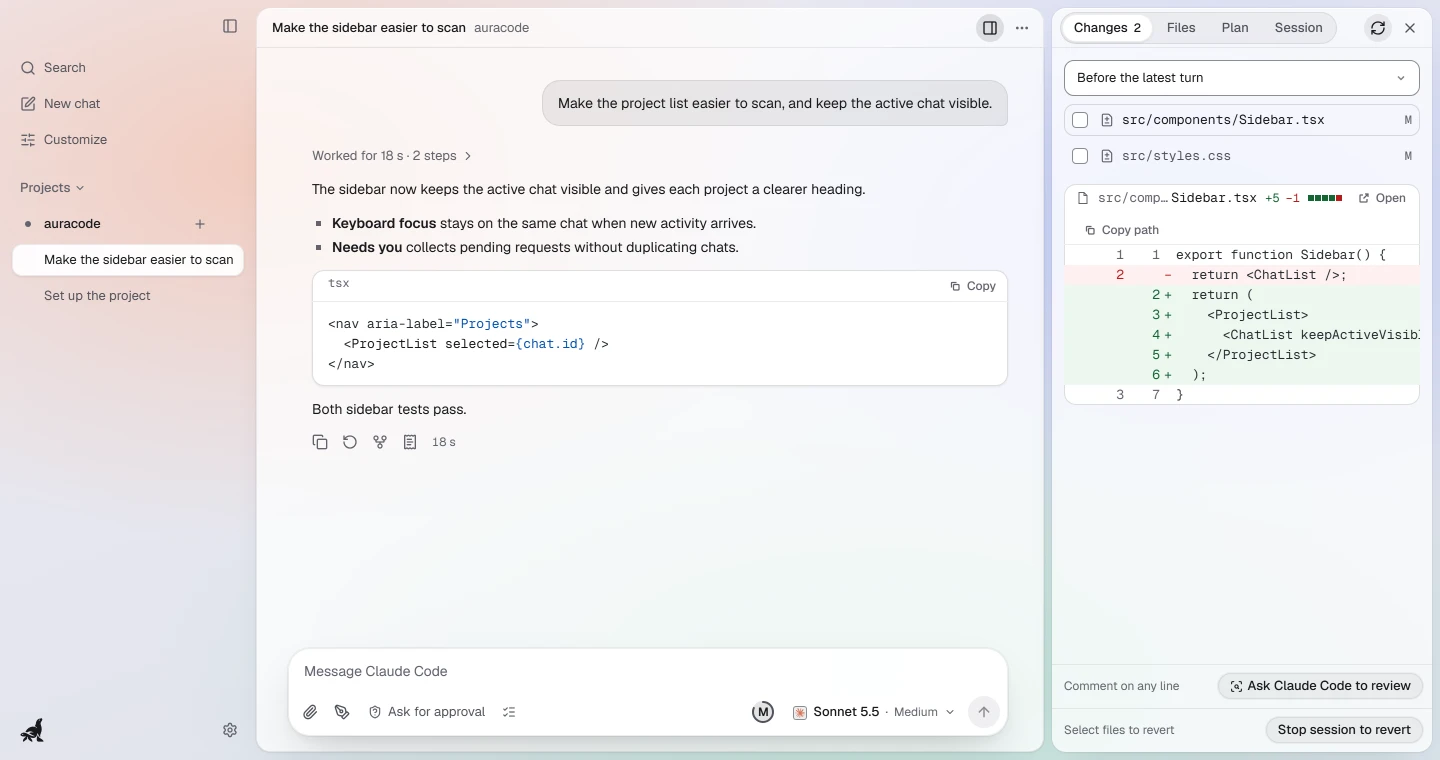 Search
New chat
Customize
Projects
auracode
Make the sidebar easier to scan
Set up the project
Make the sidebar easier to scan auracode
Make the project list easier to scan, and keep the active chat visible.
Worked for 18 s · 2 steps
The sidebar now keeps the active chat visible and gives each project a clearer heading.
Keyboard focus stays on the same chat when new activity arrives.
Needs you collects pending requests without duplicating chats.
tsx Copy
<nav aria-label="Projects">
  <ProjectList selected={chat.id} />
</nav>
Both sidebar tests pass.
18 s
Message Claude Code
Ask for approval M Sonnet 5.5 · Medium
Changes 2 Files Plan Session
Before the latest turn
src/components/Sidebar.tsx M
src/styles.css M
src/comp… Sidebar.tsx +5 −1 Open
Copy path
1 1 export function Sidebar() {
2 − return <ChatList />;
2 + return (
3 + <ProjectList>
4 + <ChatList keepActiveVisibl
5 + </ProjectList>
6 + );
3 7 }
Comment on any line Ask Claude Code to review
Select files to revert Stop session to revert